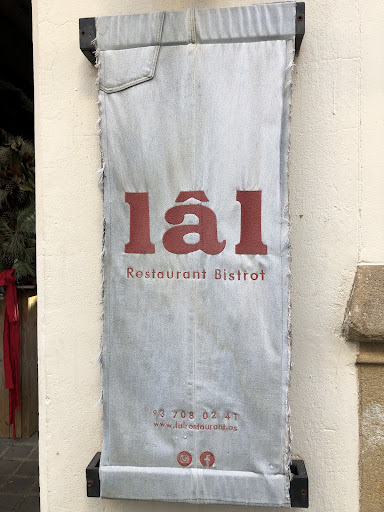 lâl
Restaurant Bistrot
93 708 02 41
www.lalrestaurant.es